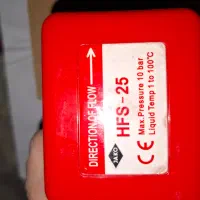 DIRECTION OF FLOW
HFS-25
Max.Pressure 10 bar
Liquid Temp 1 to 100°C
CE